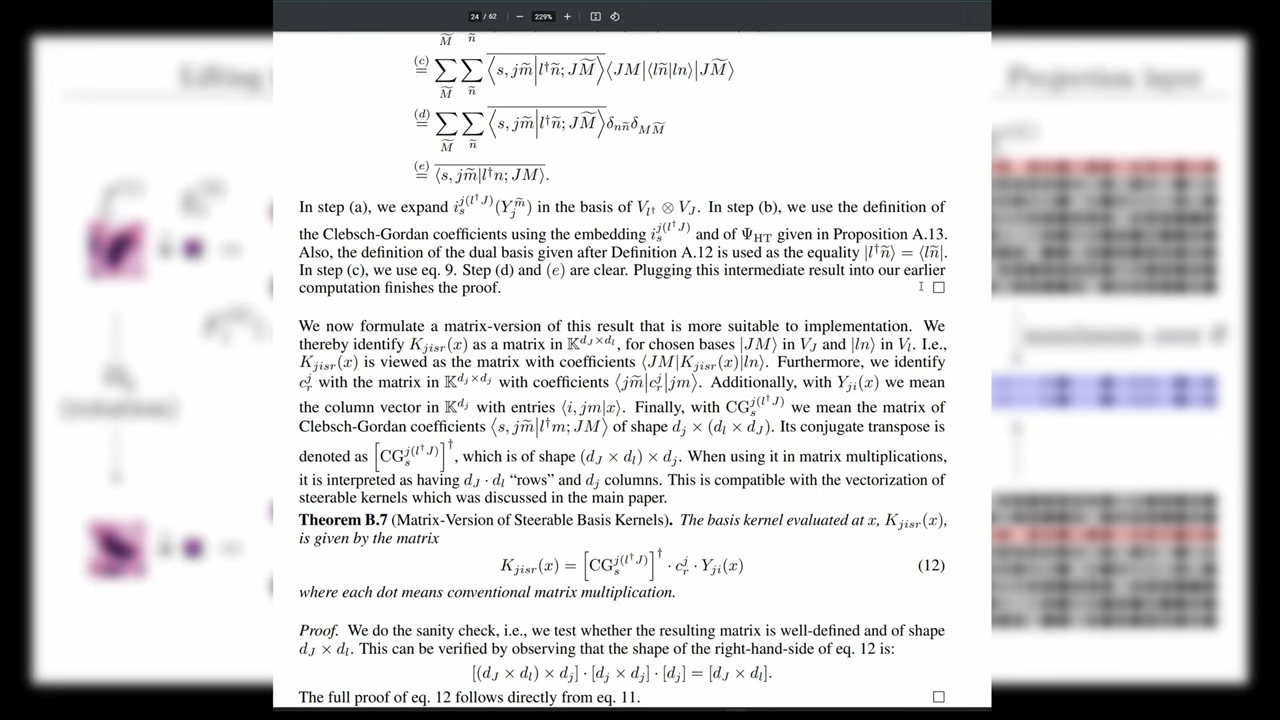 24 / 62 − 229% +
Lifting
Projection layer
M̃ ñ
(c)= ∑_M̃ ∑_ñ \overline{⟨s, jm̃|l†ñ; JM̃⟩}⟨JM|⟨lñ|ln⟩|JM̃⟩
(d)= ∑_M̃ ∑_ñ \overline{⟨s, jm̃|l†ñ; JM̃⟩}δ_{nñ}δ_{MM̃}
(e)= \overline{⟨s, jm̃|l†n; JM⟩}.
In step (a), we expand i_s^{j(l†J)}(Y_j^m̃) in the basis of V_{l†} ⊗ V_J. In step (b), we use the definition of
the Clebsch-Gordan coefficients using the embedding i_s^{j(l†J)} and of Ψ_HT given in Proposition A.13.
Also, the definition of the dual basis given after Definition A.12 is used as the equality |l†ñ⟩ = ⟨lñ|.
In step (c), we use eq. 9. Step (d) and (e) are clear. Plugging this intermediate result into our earlier
computation finishes the proof. □
We now formulate a matrix-version of this result that is more suitable to implementation. We
thereby identify K_{jisr}(x) as a matrix in 𝕂^{d_J×d_l}, for chosen bases |JM⟩ in V_J and |ln⟩ in V_l. I.e.,
K_{jisr}(x) is viewed as the matrix with coefficients ⟨JM|K_{jisr}(x)|ln⟩. Furthermore, we identify
c_r^j with the matrix in 𝕂^{d_j×d_j} with coefficients ⟨jm̃|c_r^j|jm⟩. Additionally, with Y_{ji}(x) we mean
the column vector in 𝕂^{d_j} with entries ⟨i, jm|x⟩. Finally, with CG_s^{j(l†J)} we mean the matrix of
Clebsch-Gordan coefficients ⟨s, jm̃|l†m; JM⟩ of shape d_j × (d_l × d_J). Its conjugate transpose is
denoted as [CG_s^{j(l†J)}]^†, which is of shape (d_J × d_l) × d_j. When using it in matrix multiplications,
it is interpreted as having d_J · d_l “rows” and d_j columns. This is compatible with the vectorization of
steerable kernels which was discussed in the main paper.
Theorem B.7 (Matrix-Version of Steerable Basis Kernels). The basis kernel evaluated at x, K_{jisr}(x),
is given by the matrix
K_{jisr}(x) = [CG_s^{j(l†J)}]^† · c_r^j · Y_{ji}(x) (12)
where each dot means conventional matrix multiplication.
Proof. We do the sanity check, i.e., we test whether the resulting matrix is well-defined and of shape
d_J × d_l. This can be verified by observing that the shape of the right-hand-side of eq. 12 is:
[(d_J × d_l) × d_j] · [d_j × d_j] · [d_j] = [d_J × d_l].
The full proof of eq. 12 follows directly from eq. 11. □
(rotation)
maximum over